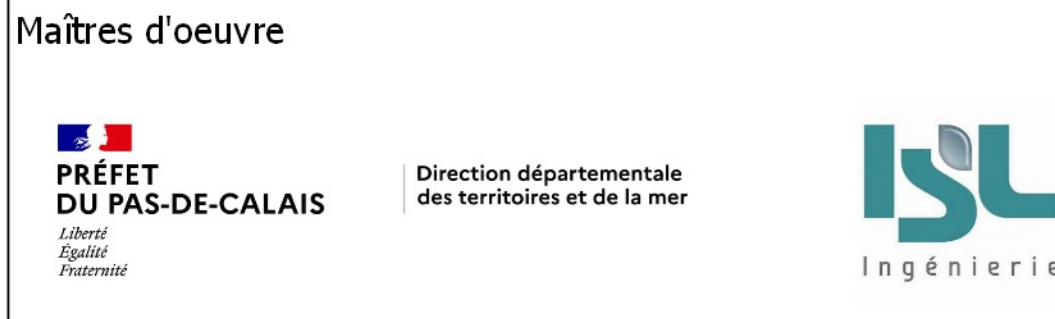 Maîtres d'oeuvre
PRÉFET
DU PAS-DE-CALAIS
Liberté
Égalité
Fraternité
Direction départementale
des territoires et de la mer
ISL
Ingénierie